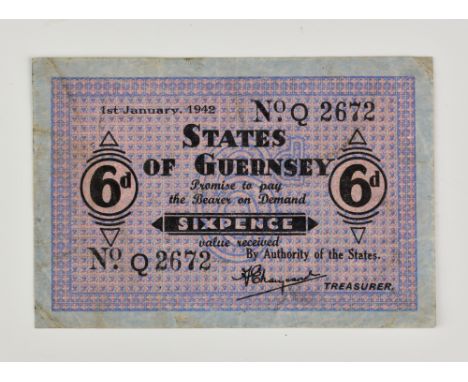 1st January. 1942 No Q 2672
STATES
OF GUERNSEY
6d 6d
Promise to pay
the Bearer on Demand
SIXPENCE
value received
No Q 2672 By Authority of the States.
TREASURER.